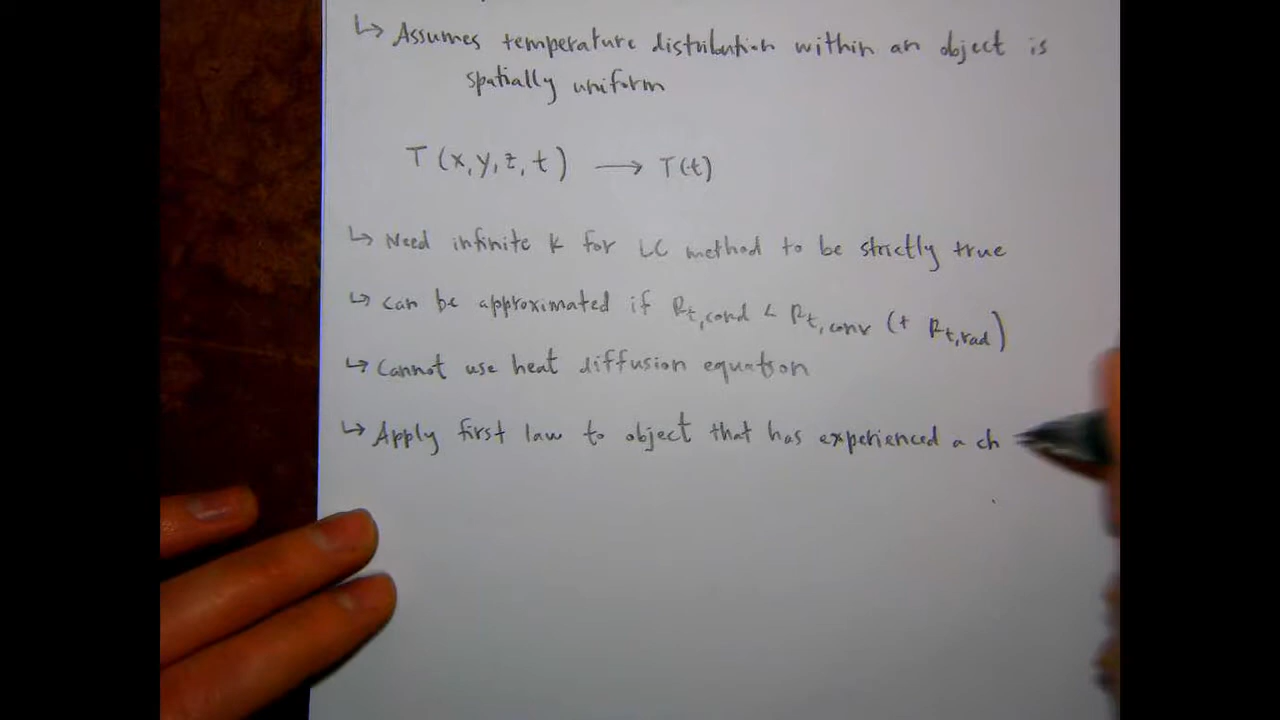 ↳ Assumes temperature distribution within an object is
spatially uniform
T(x,y,z,t) → T(t)
↳ Need infinite k for LC method to be strictly true
↳ can be approximated if Rt,cond < Rt,conv (+ Rt,rad)
↳ Cannot use heat diffusion equation
↳ Apply first law to object that has experienced a ch